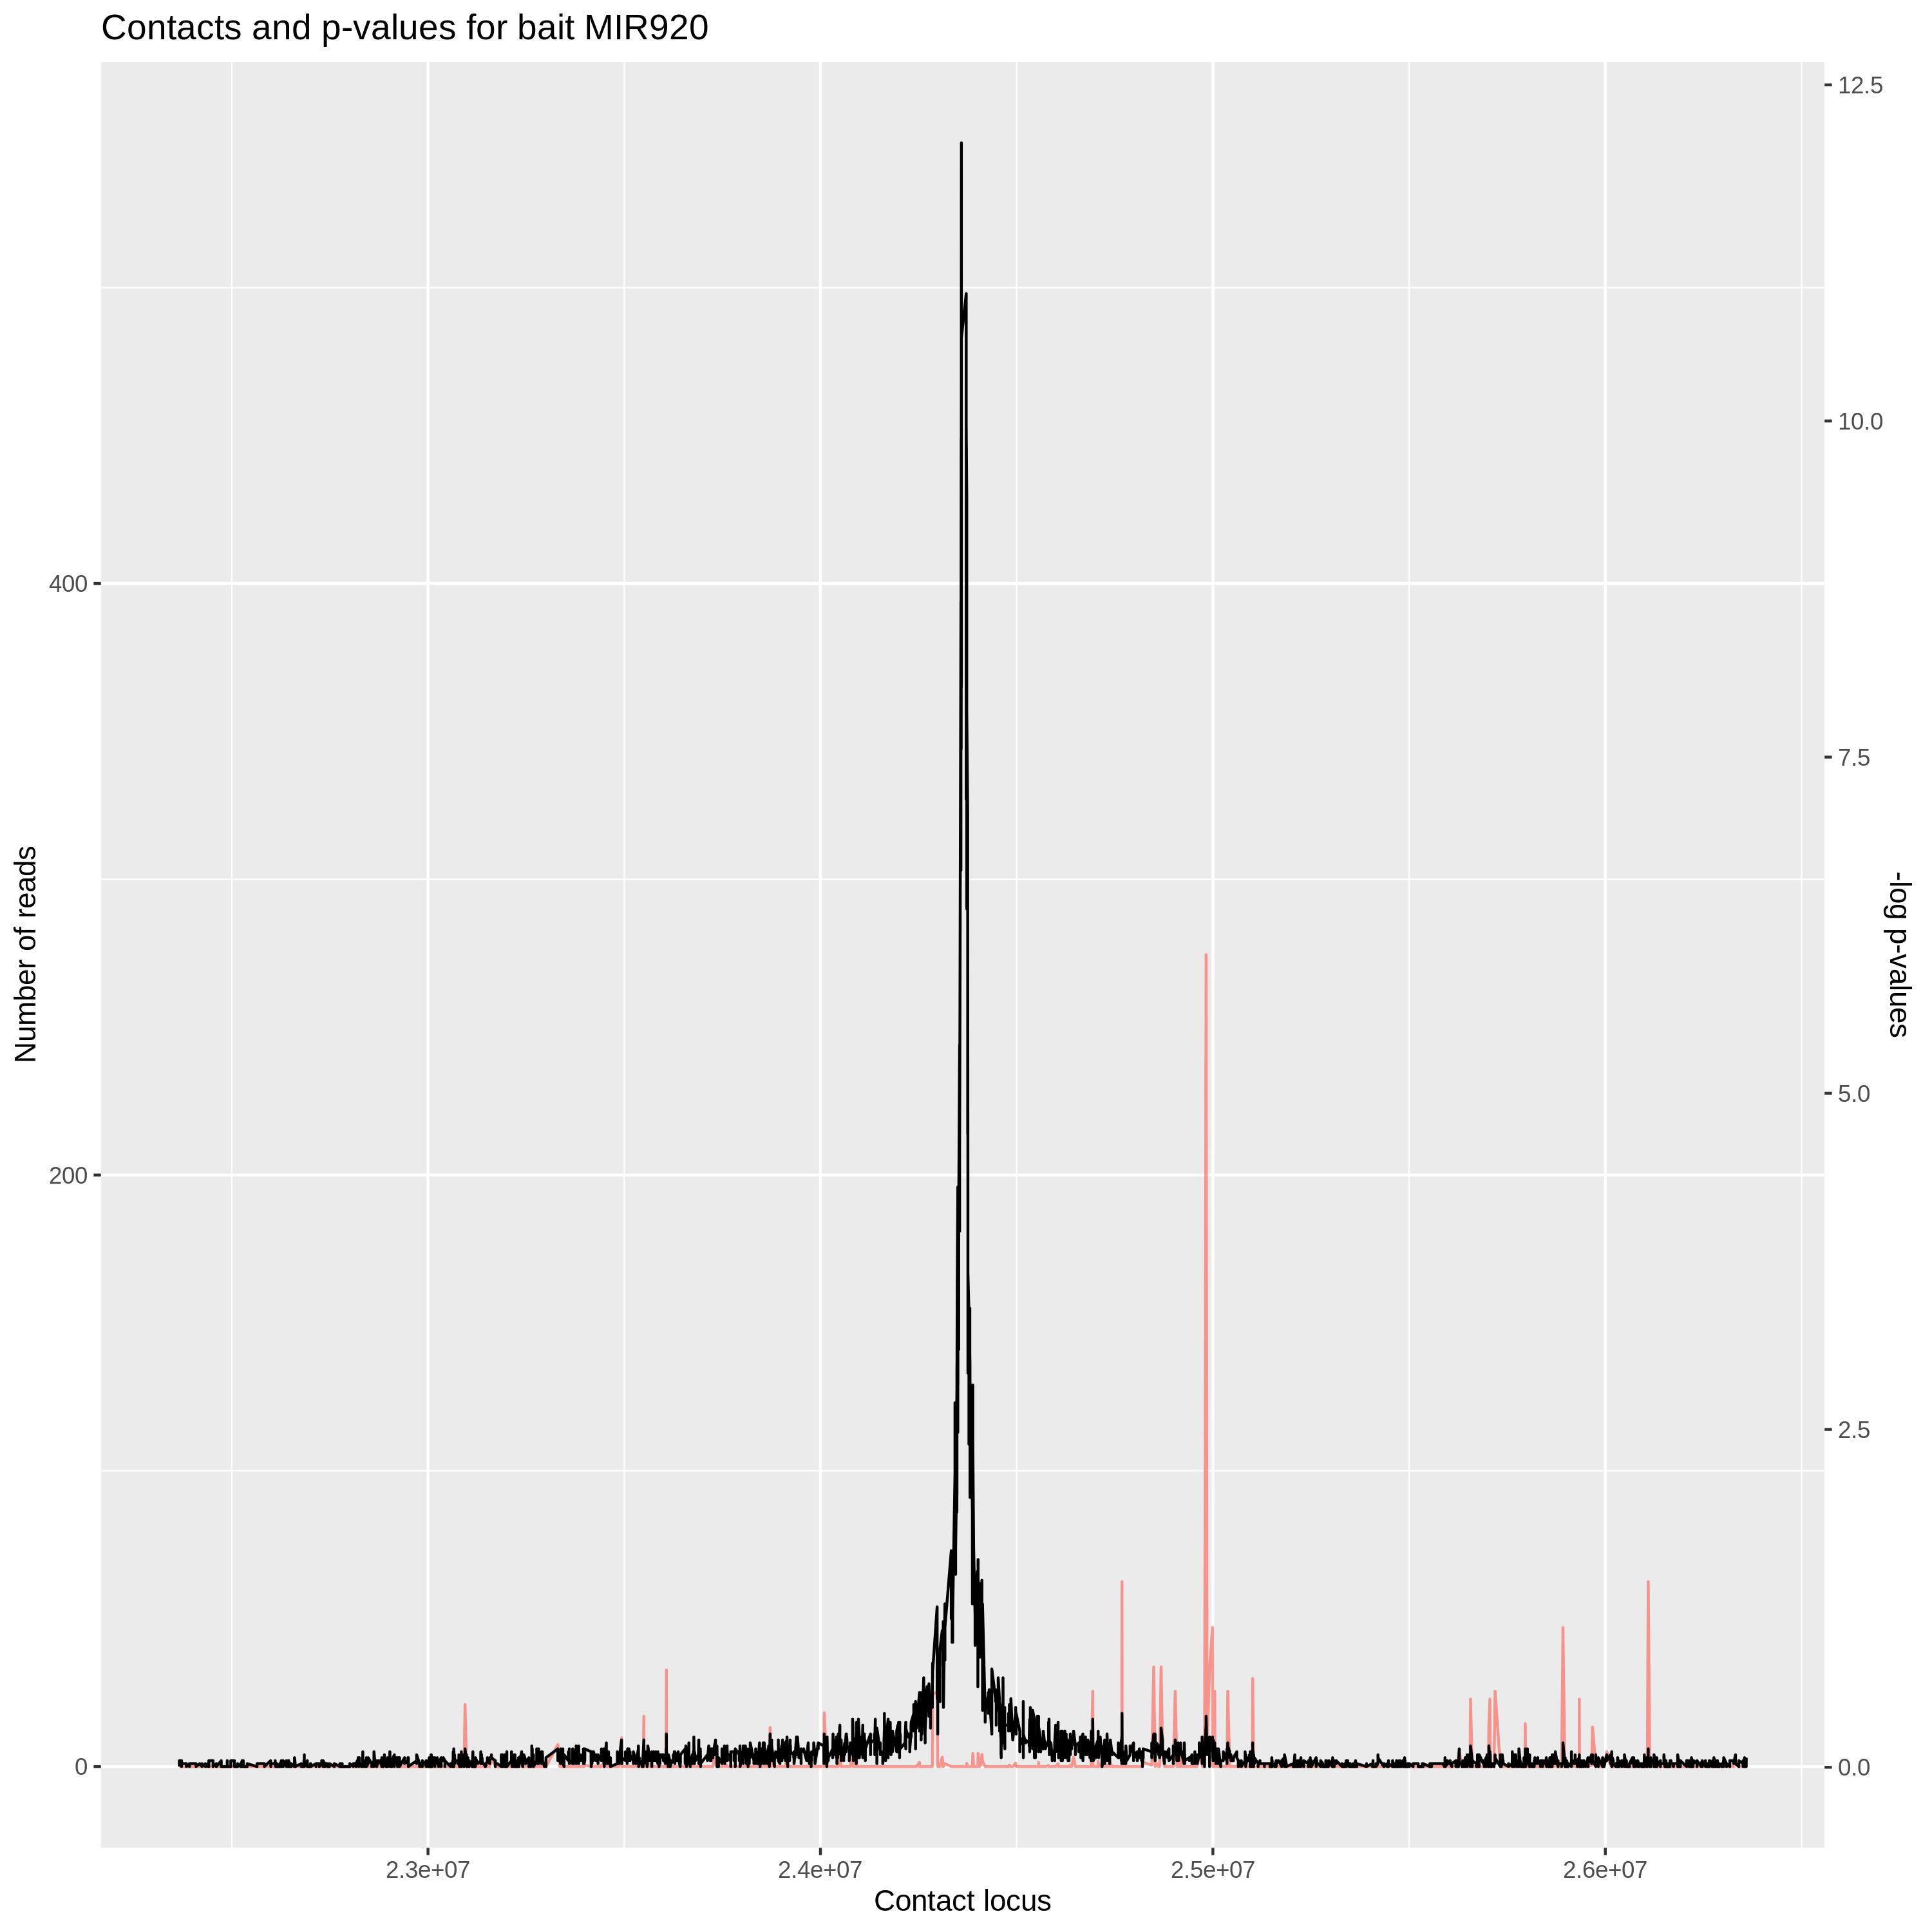 Contacts and p-values for bait MIR920
12.5
10.0
400
7.5
Number of reads
-log p-values
5.0
200
2.5
0
0.0
2.3e+07 2.4e+07 2.5e+07 2.6e+07
Contact locus